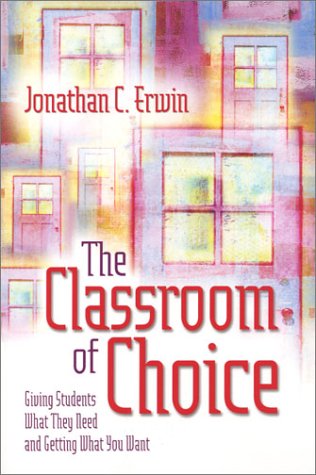 Jonathan C. Erwin
The
Classroom
of
Choice
Giving Students
What They Need
and Getting What You Want